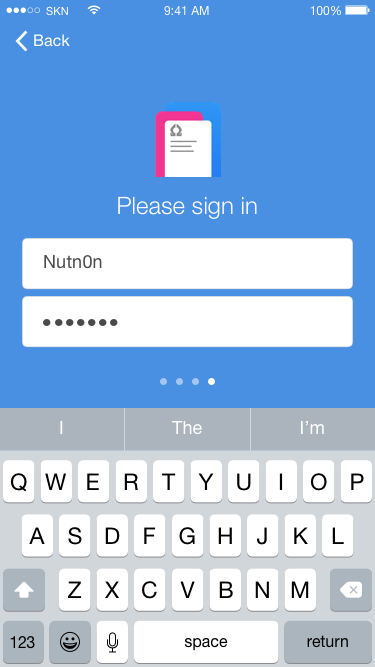 SKN 9:41 AM 100%
Back
Ω
Please sign in
Nutn0n
•••••••
I The I'm
Q W E R T Y U I O P
A S D F G H J K L
Z X C V B N M
123 space return